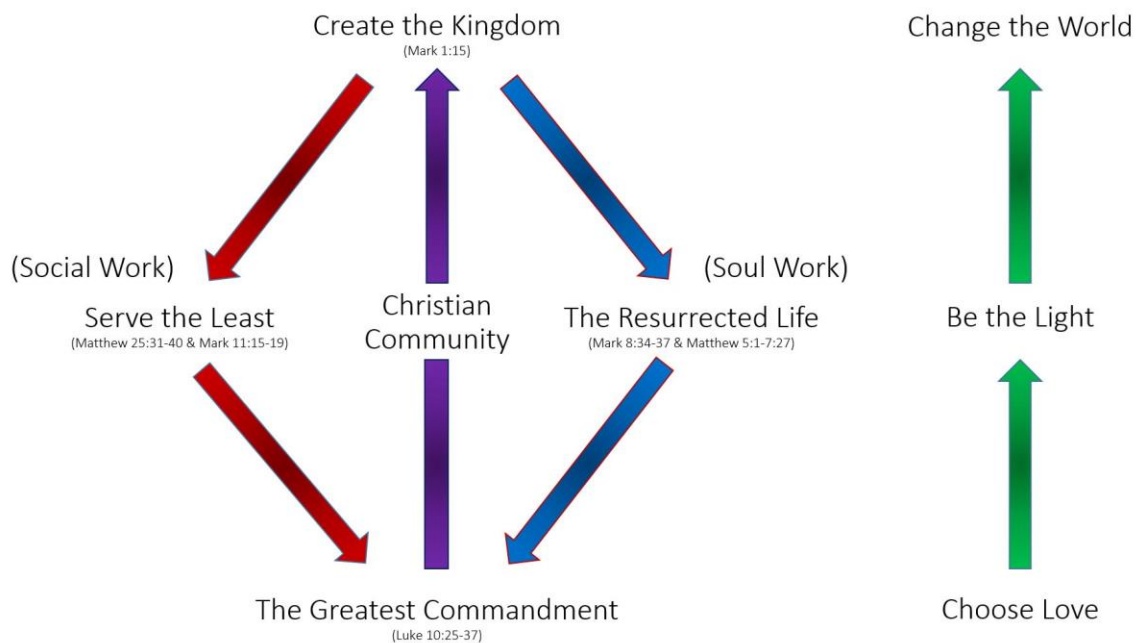 Create the Kingdom
(Mark 1:15)
Change the World
(Social Work)
(Soul Work)
Serve the Least
(Matthew 25:31-40 & Mark 11:15-19)
Christian
Community
The Resurrected Life
(Mark 8:34-37 & Matthew 5:1-7:27)
Be the Light
The Greatest Commandment
(Luke 10:25-37)
Choose Love